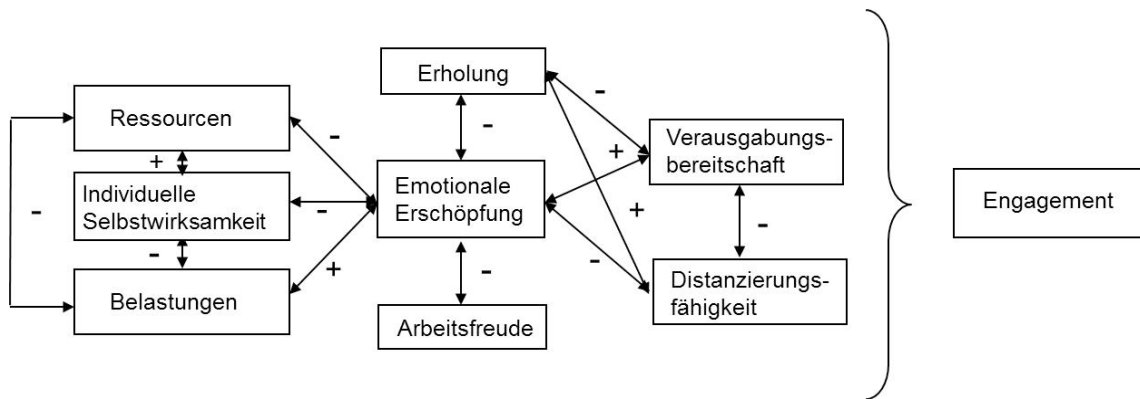 Erholung
-
Ressourcen
-
-
Verausgabungs-
bereitschaft
+
+
Individuelle
Selbstwirksamkeit
-
Emotionale
Erschöpfung
+
Engagement
-
-
-
-
+
-
Distanzierungs-
fähigkeit
Belastungen
Arbeitsfreude